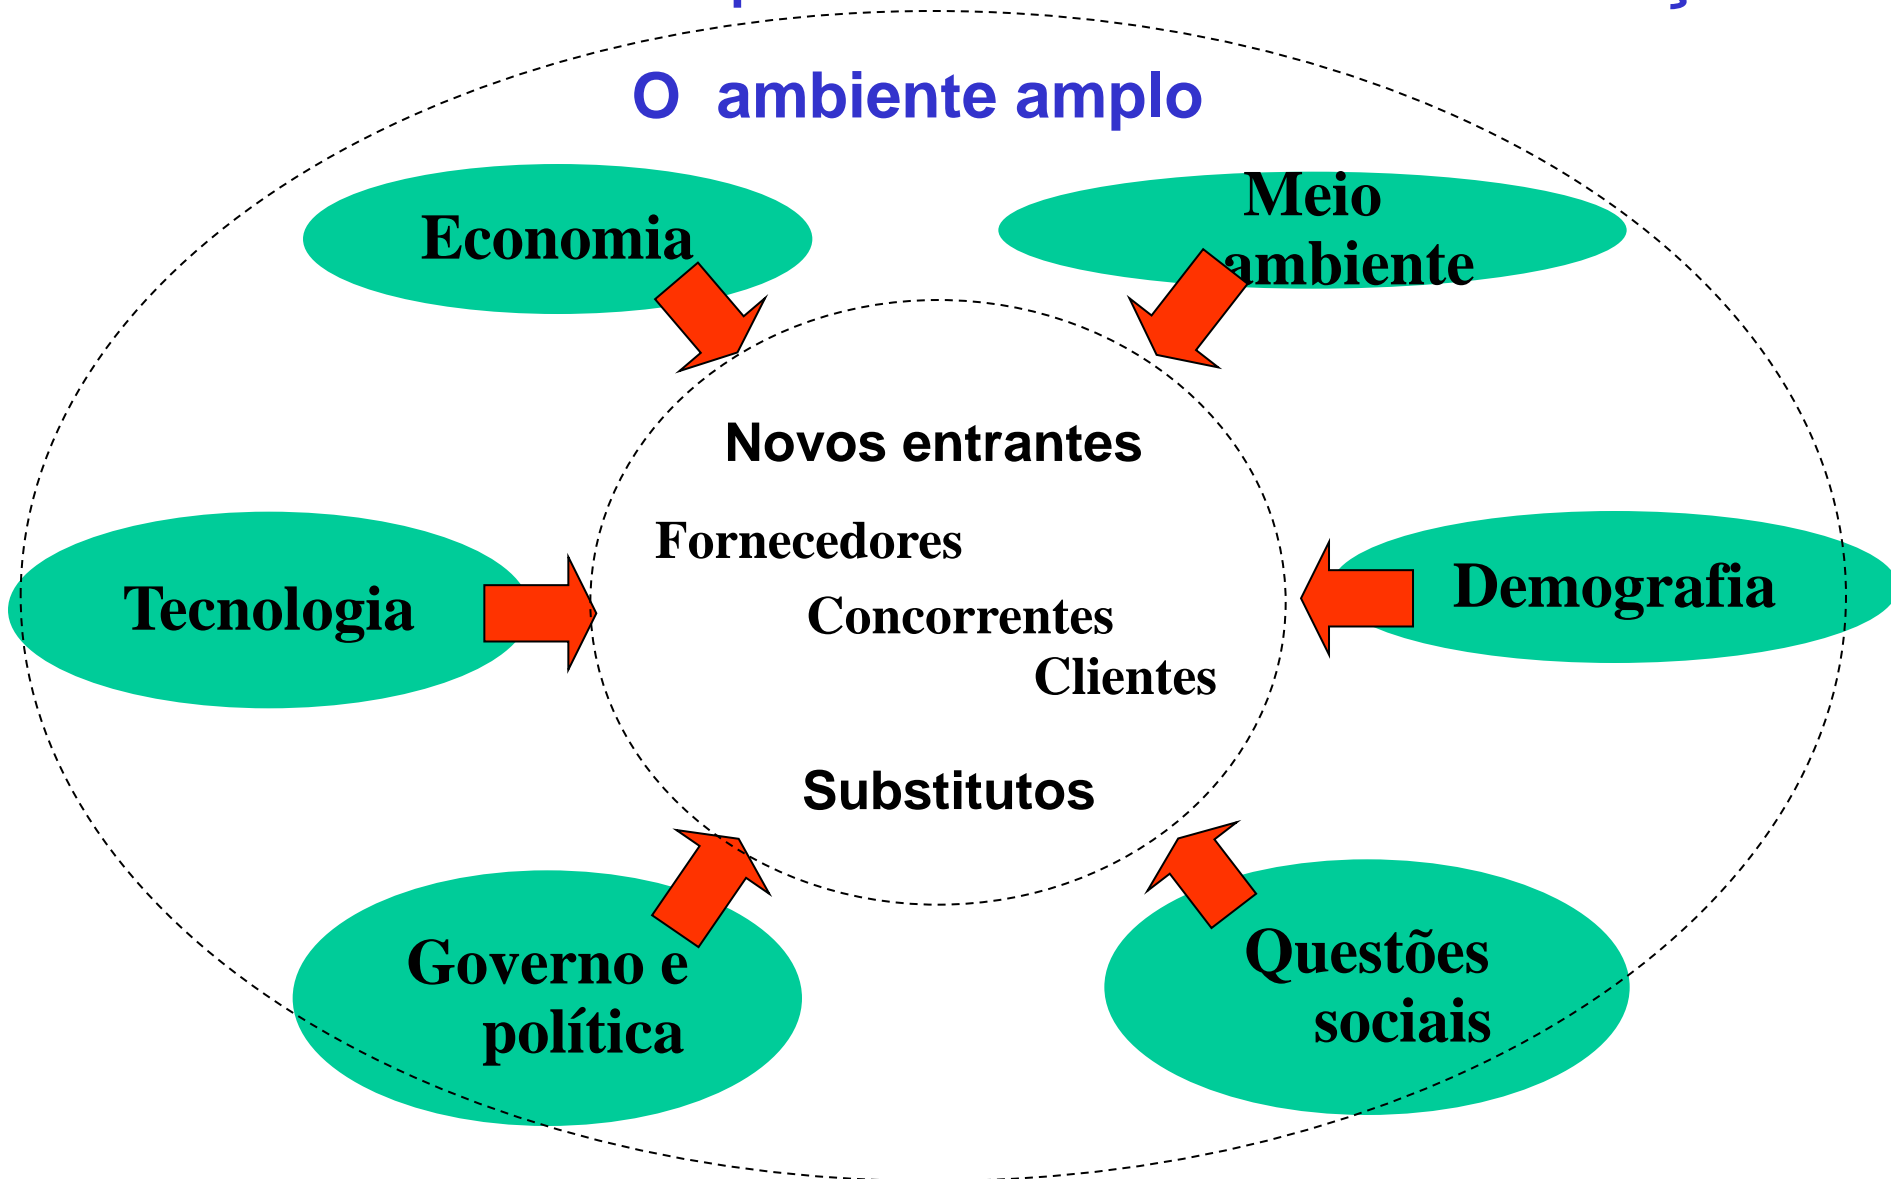 O ambiente amplo
Economia
Meio
ambiente
Novos entrantes
Fornecedores
Tecnologia
Concorrentes
Demografia
Clientes
Substitutos
Governo e
política
Questões
sociais